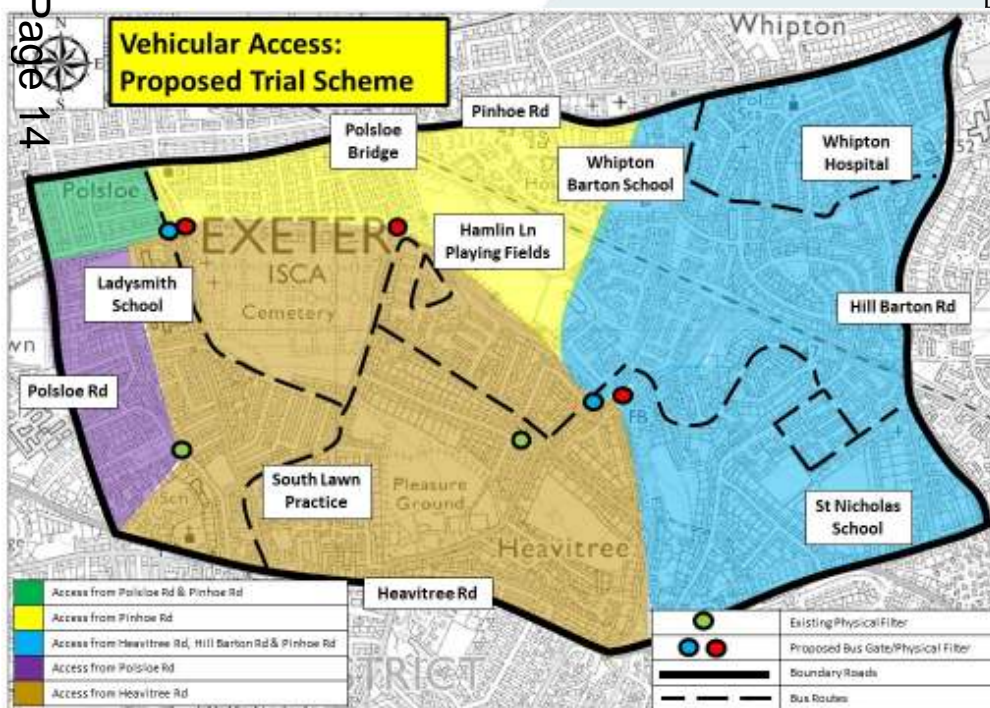 Page 14
N
W
E
S
Vehicular Access:
Proposed Trial Scheme
Whipton
Pinhoe Rd
Polsloe
Bridge
Whipton
Barton School
Whipton
Hospital
Polsloe
EXETER
ISCA
Hamlin Ln
Playing Fields
Ladysmith
School
Cemetery
Hill Barton Rd
Polsloe Rd
FB
South Lawn
Practice
Pleasure
Ground
St Nicholas
School
Sch
Heavitree
Heavitree Rd
DISTRICT
Access from Polsloe Rd & Pinhoe Rd
Access from Pinhoe Rd
Access from Heavitree Rd, Hill Barton Rd & Pinhoe Rd
Access from Polsloe Rd
Access from Heavitree Rd
Existing Physical Filter
Proposed Bus Gate/Physical Filter
Boundary Roads
Bus Routes